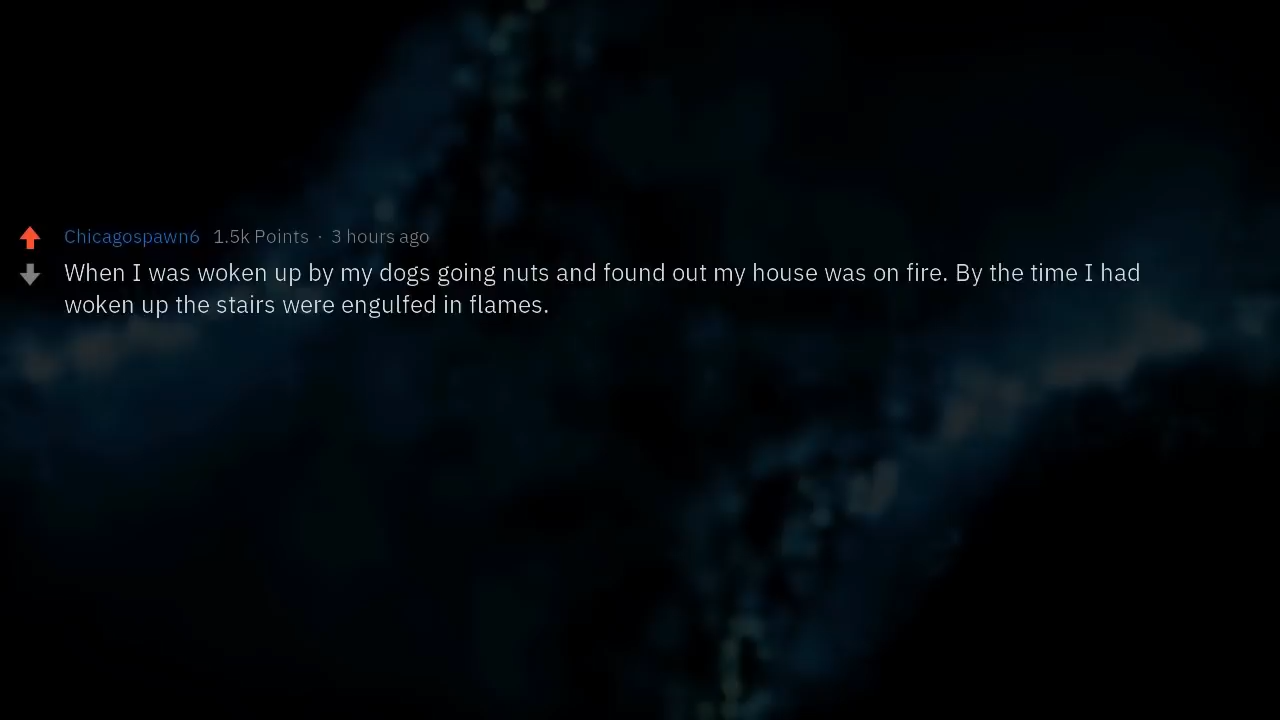 Chicagospawn6 1.5k Points · 3 hours ago
When I was woken up by my dogs going nuts and found out my house was on fire. By the time I had
woken up the stairs were engulfed in flames.